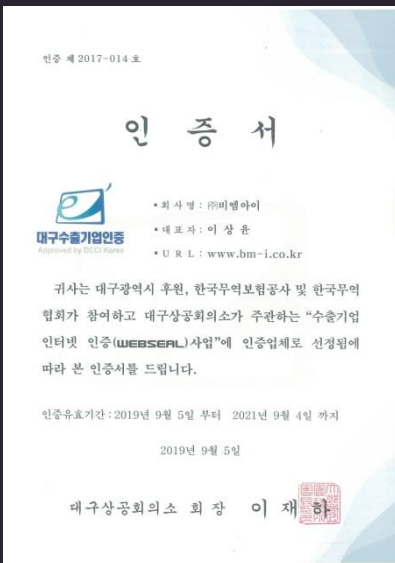 인증 제 2017-014 호
인 증 서
대구수출기업인증
Approved by DCCI Korea
▪ 회 사 명 : ㈜비엠아이
▪ 대 표 자 : 이 상 윤
▪ U R L : www.bm-i.co.kr
귀사는 대구광역시 후원, 한국무역보험공사 및 한국무역
협회가 참여하고 대구상공회의소가 주관하는 “수출기업
인터넷 인증(WEBSEAL)사업”에 인증업체로 선정됨에
따라 본 인증서를 드립니다.
인증유효기간 : 2019년 9월 5일 부터 2021년 9월 4일 까지
2019년 9월 5일
대구상공회의소 회 장 이 재 하